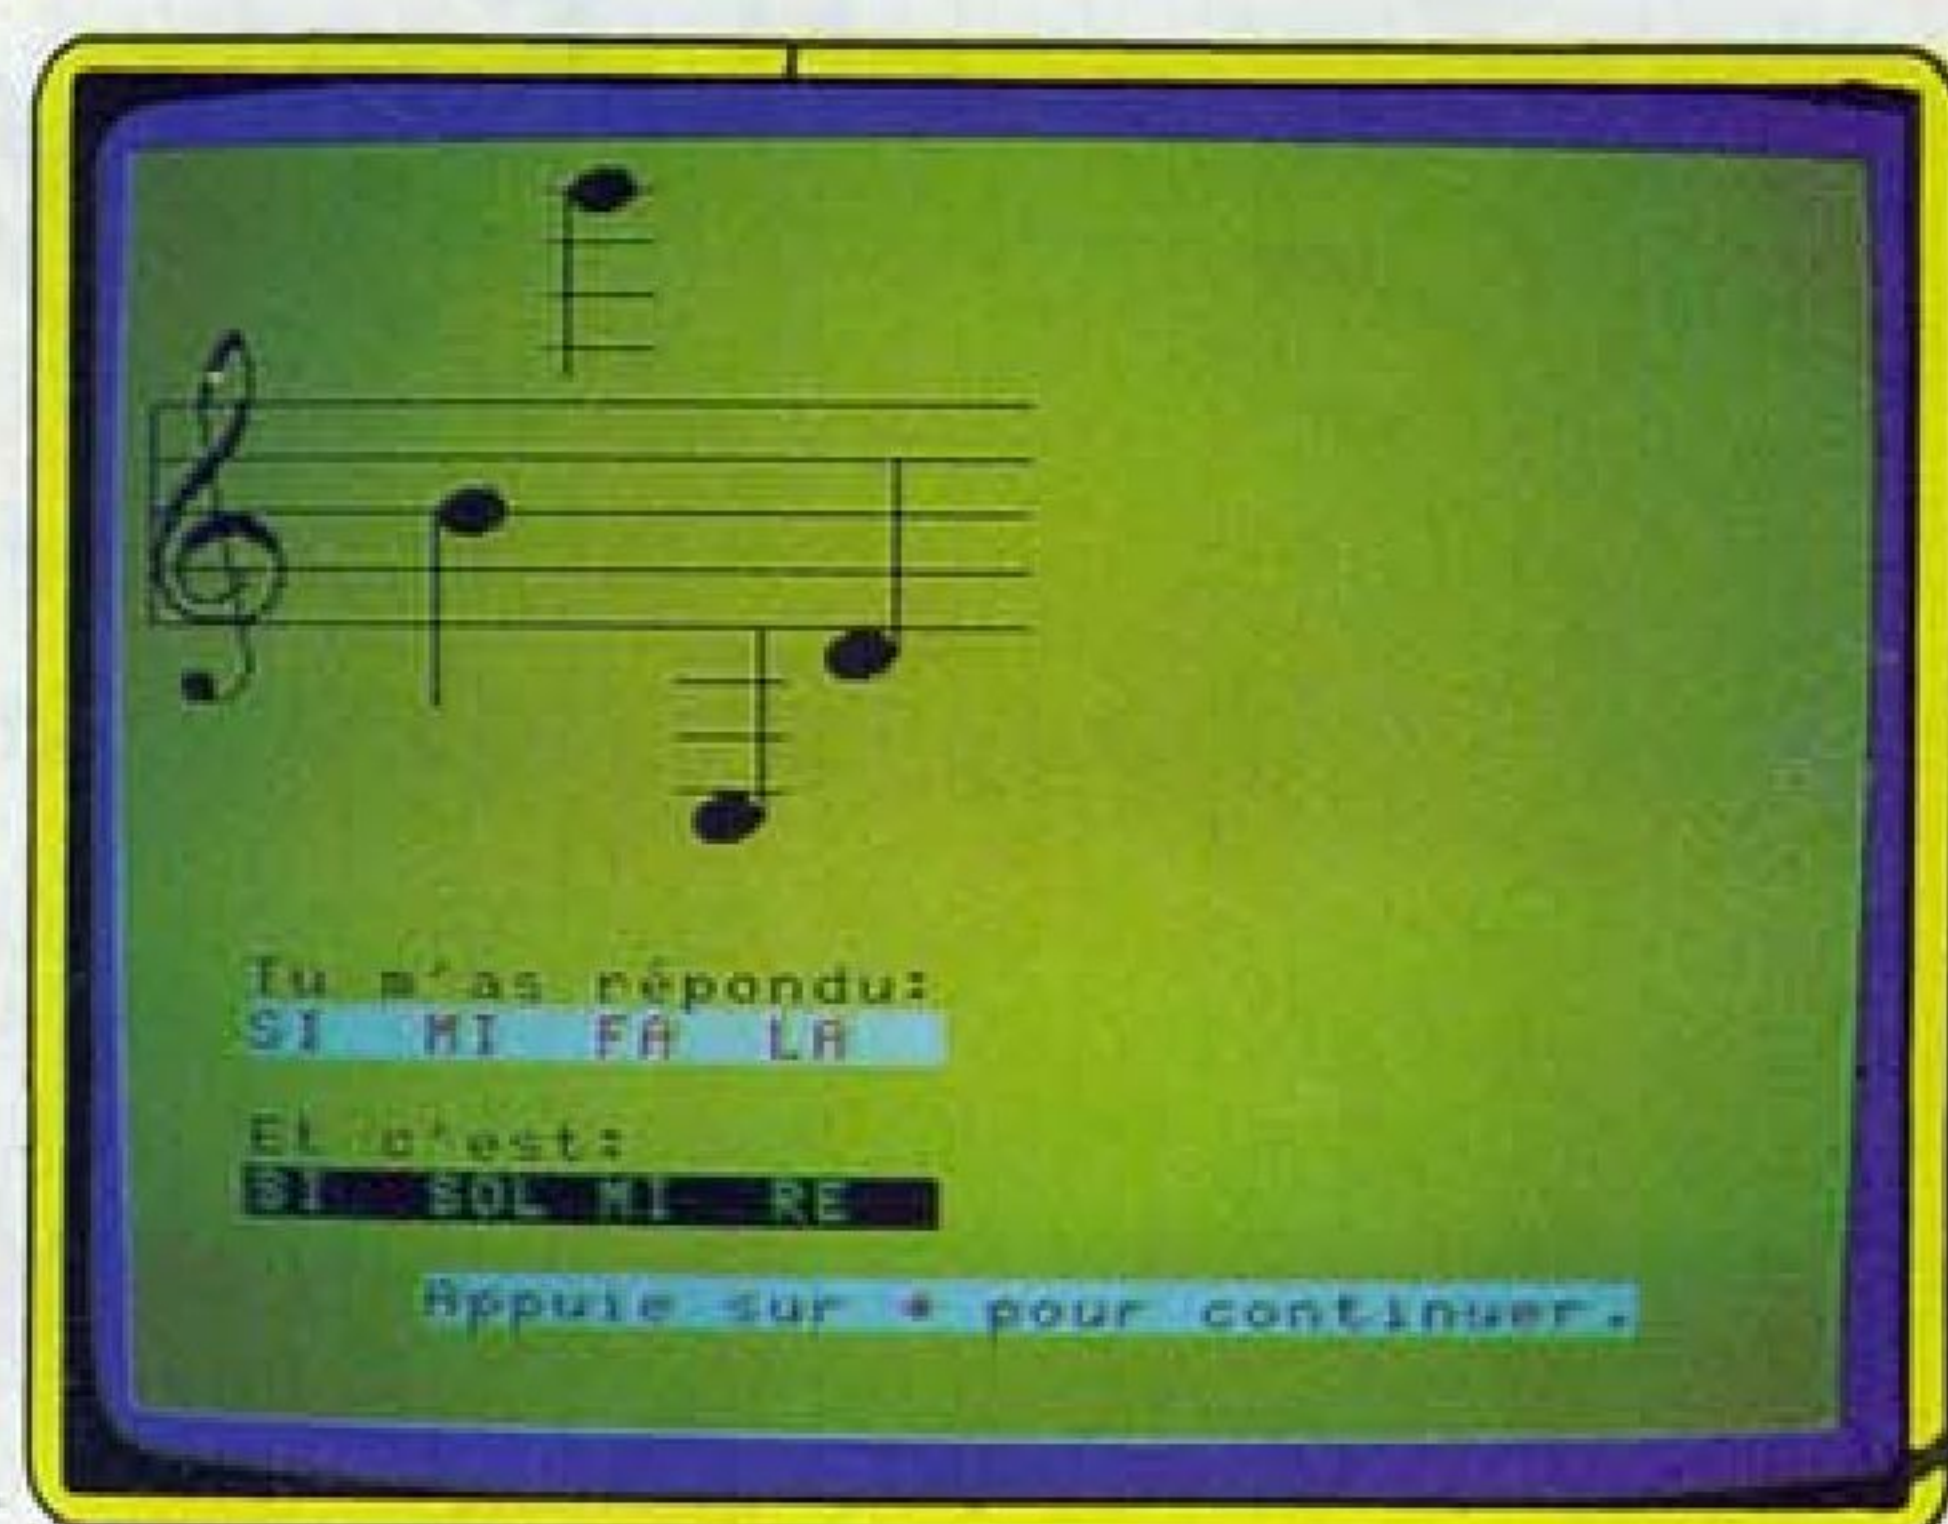 Tu m'as répondu:
SI MI FA LA
Et c'est:
SI SOL MI RE
Appuie sur * pour continuer.